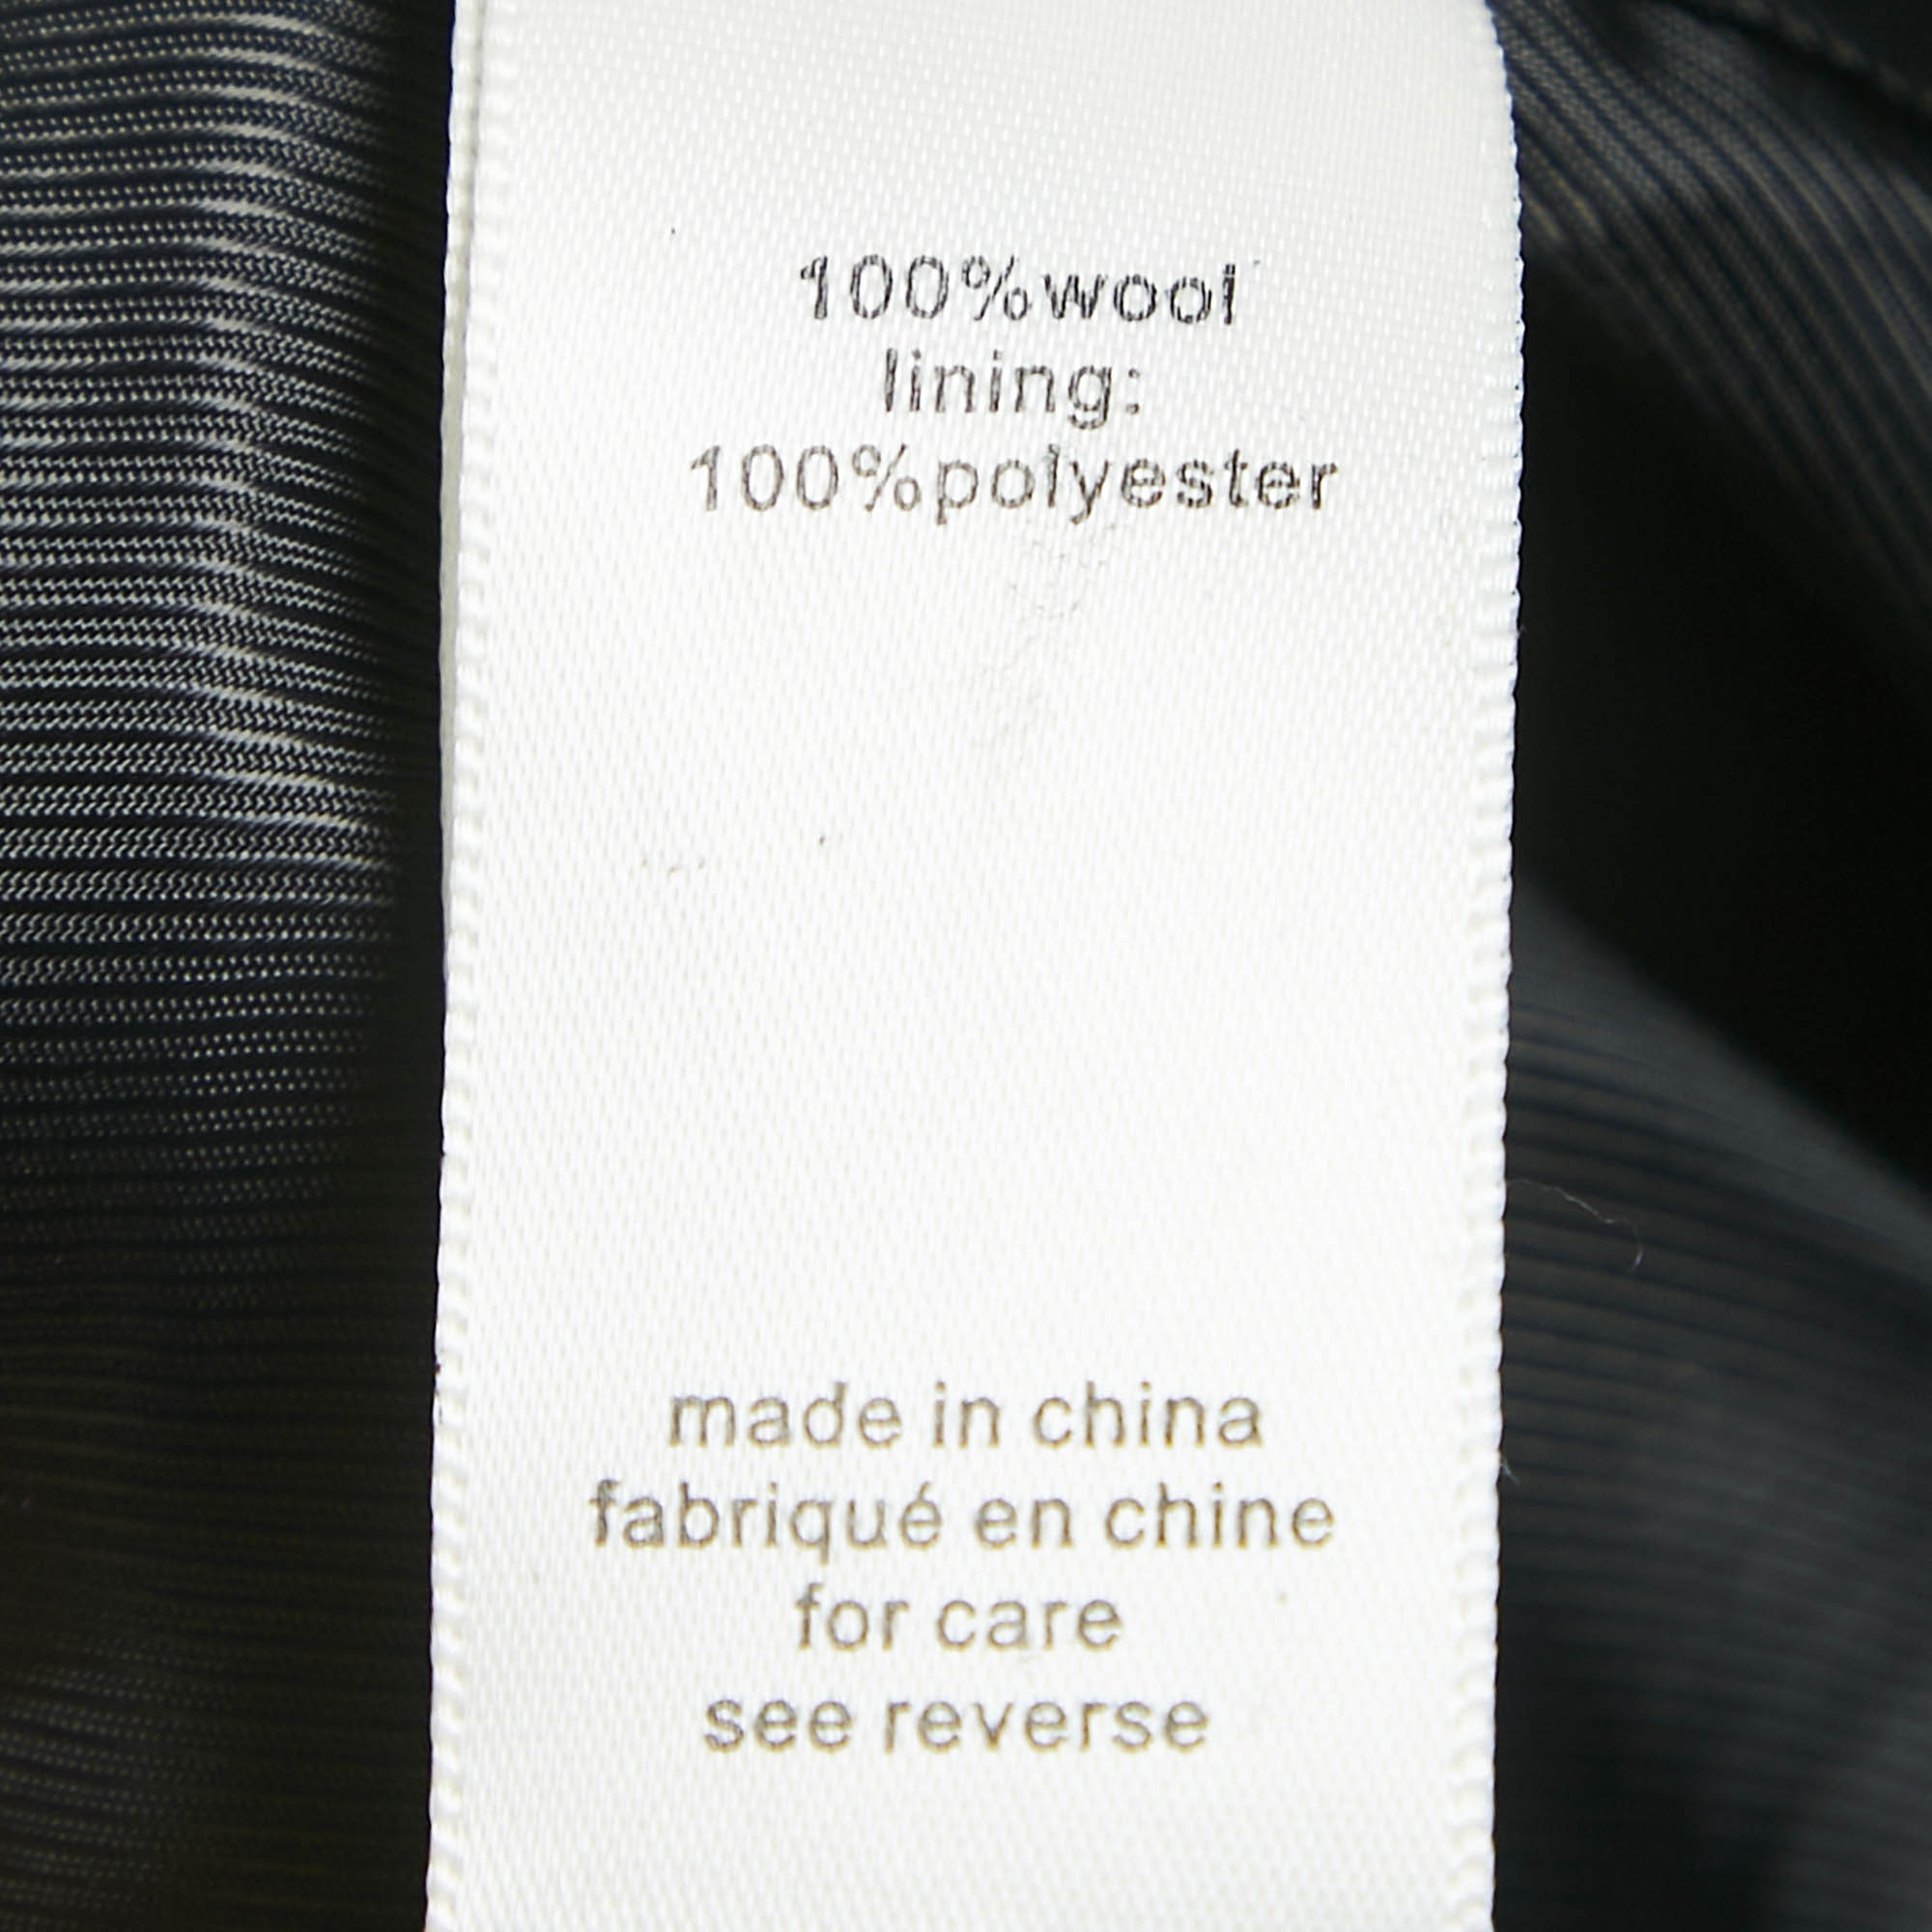 100%wool
lining:
100%polyester
made in china
fabriqué en chine
for care
see reverse